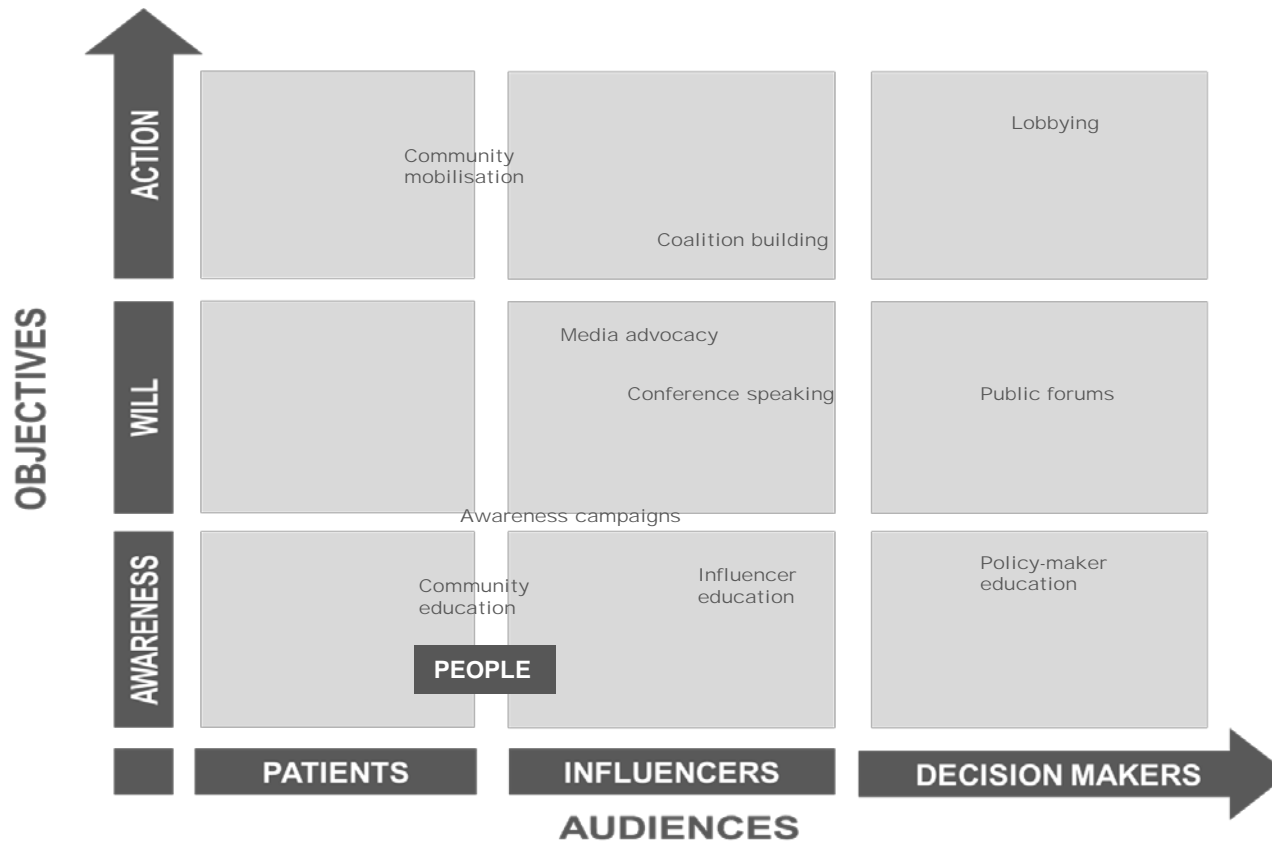 ACTION
Lobbying
Community
mobilisation
Coalition building
OBJECTIVES
WILL
Media advocacy
Conference speaking
Public forums
Awareness campaigns
AWARENESS
Community
education
Influencer
education
Policy-maker
education
PEOPLE
PATIENTS
INFLUENCERS
DECISION MAKERS
AUDIENCES